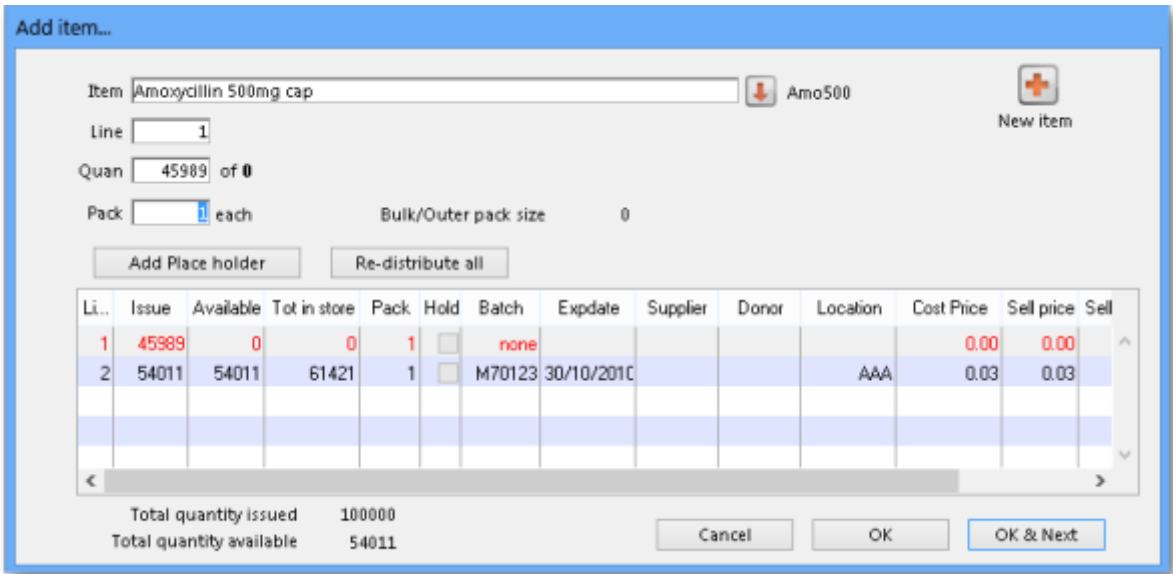 Add item...
Item Amoxycillin 500mg cap Amo500
New item
Line 1
Quan 45989 of 0
Pack 1 each Bulk/Outer pack size 0
Add Place holder Re-distribute all
Li... Issue Available Tot in store Pack Hold Batch Expdate Supplier Donor Location Cost Price Sell price Sell
1 45989 0 0 1 none 0.00 0.00
2 54011 54011 61421 1 M70123 30/10/2010 AAA 0.03 0.03
Total quantity issued 100000
Total quantity available 54011
Cancel OK OK & Next